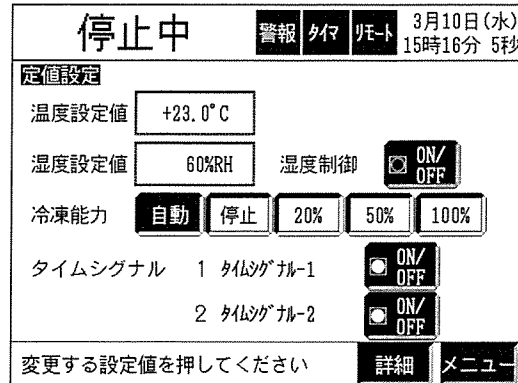 停止中 警報 タイマ リモート 3月10日(水)
15時16分 5秒
定値設定
温度設定値 +23.0°C
湿度設定値 60%RH 湿度制御 ON/OFF
冷凍能力 自動 停止 20% 50% 100%
タイムシグナル 1 タイムシグナル-1 ON/OFF
2 タイムシグナル-2 ON/OFF
変更する設定値を押してください 詳細 メニュー